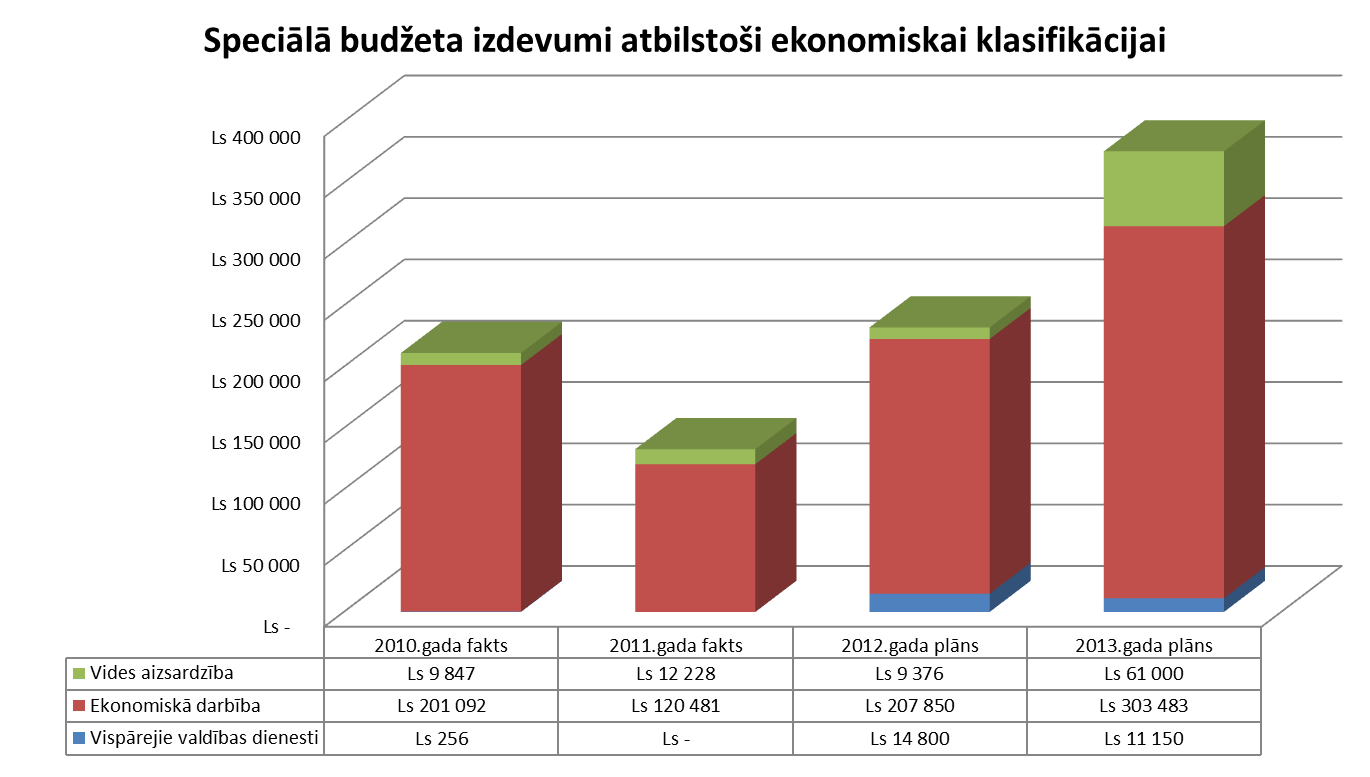 Speciālā budžeta izdevumi atbilstoši ekonomiskai klasifikācijai
Ls 400 000
Ls 350 000
Ls 300 000
Ls 250 000
Ls 200 000
Ls 150 000
Ls 100 000
Ls 50 000
Ls -
2010.gada fakts 2011.gada fakts 2012.gada plāns 2013.gada plāns
Vides aizsardzība Ls 9 847 Ls 12 228 Ls 9 376 Ls 61 000
Ekonomiskā darbība Ls 201 092 Ls 120 481 Ls 207 850 Ls 303 483
Vispārejie valdības dienesti Ls 256 Ls - Ls 14 800 Ls 11 150